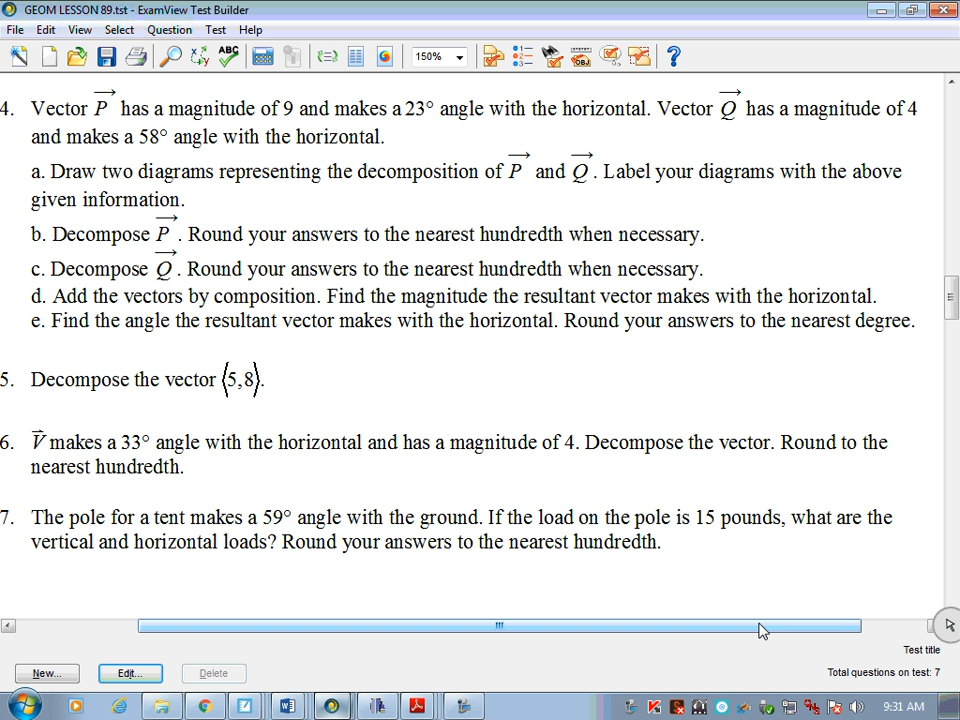 GEOM LESSON 89.tst - ExamView Test Builder
File Edit View Select Question Test Help
ABC 150% OBJ
4. Vector P⃗ has a magnitude of 9 and makes a 23° angle with the horizontal. Vector Q⃗ has a magnitude of 4
and makes a 58° angle with the horizontal.
a. Draw two diagrams representing the decomposition of P⃗ and Q⃗. Label your diagrams with the above
given information.
b. Decompose P⃗. Round your answers to the nearest hundredth when necessary.
c. Decompose Q⃗. Round your answers to the nearest hundredth when necessary.
d. Add the vectors by composition. Find the magnitude the resultant vector makes with the horizontal.
e. Find the angle the resultant vector makes with the horizontal. Round your answers to the nearest degree.
5. Decompose the vector ⟨5,8⟩.
6. V⃗ makes a 33° angle with the horizontal and has a magnitude of 4. Decompose the vector. Round to the
nearest hundredth.
7. The pole for a tent makes a 59° angle with the ground. If the load on the pole is 15 pounds, what are the
vertical and horizontal loads? Round your answers to the nearest hundredth.
Test title
New... Edit... Delete Total questions on test: 7
9:31 AM